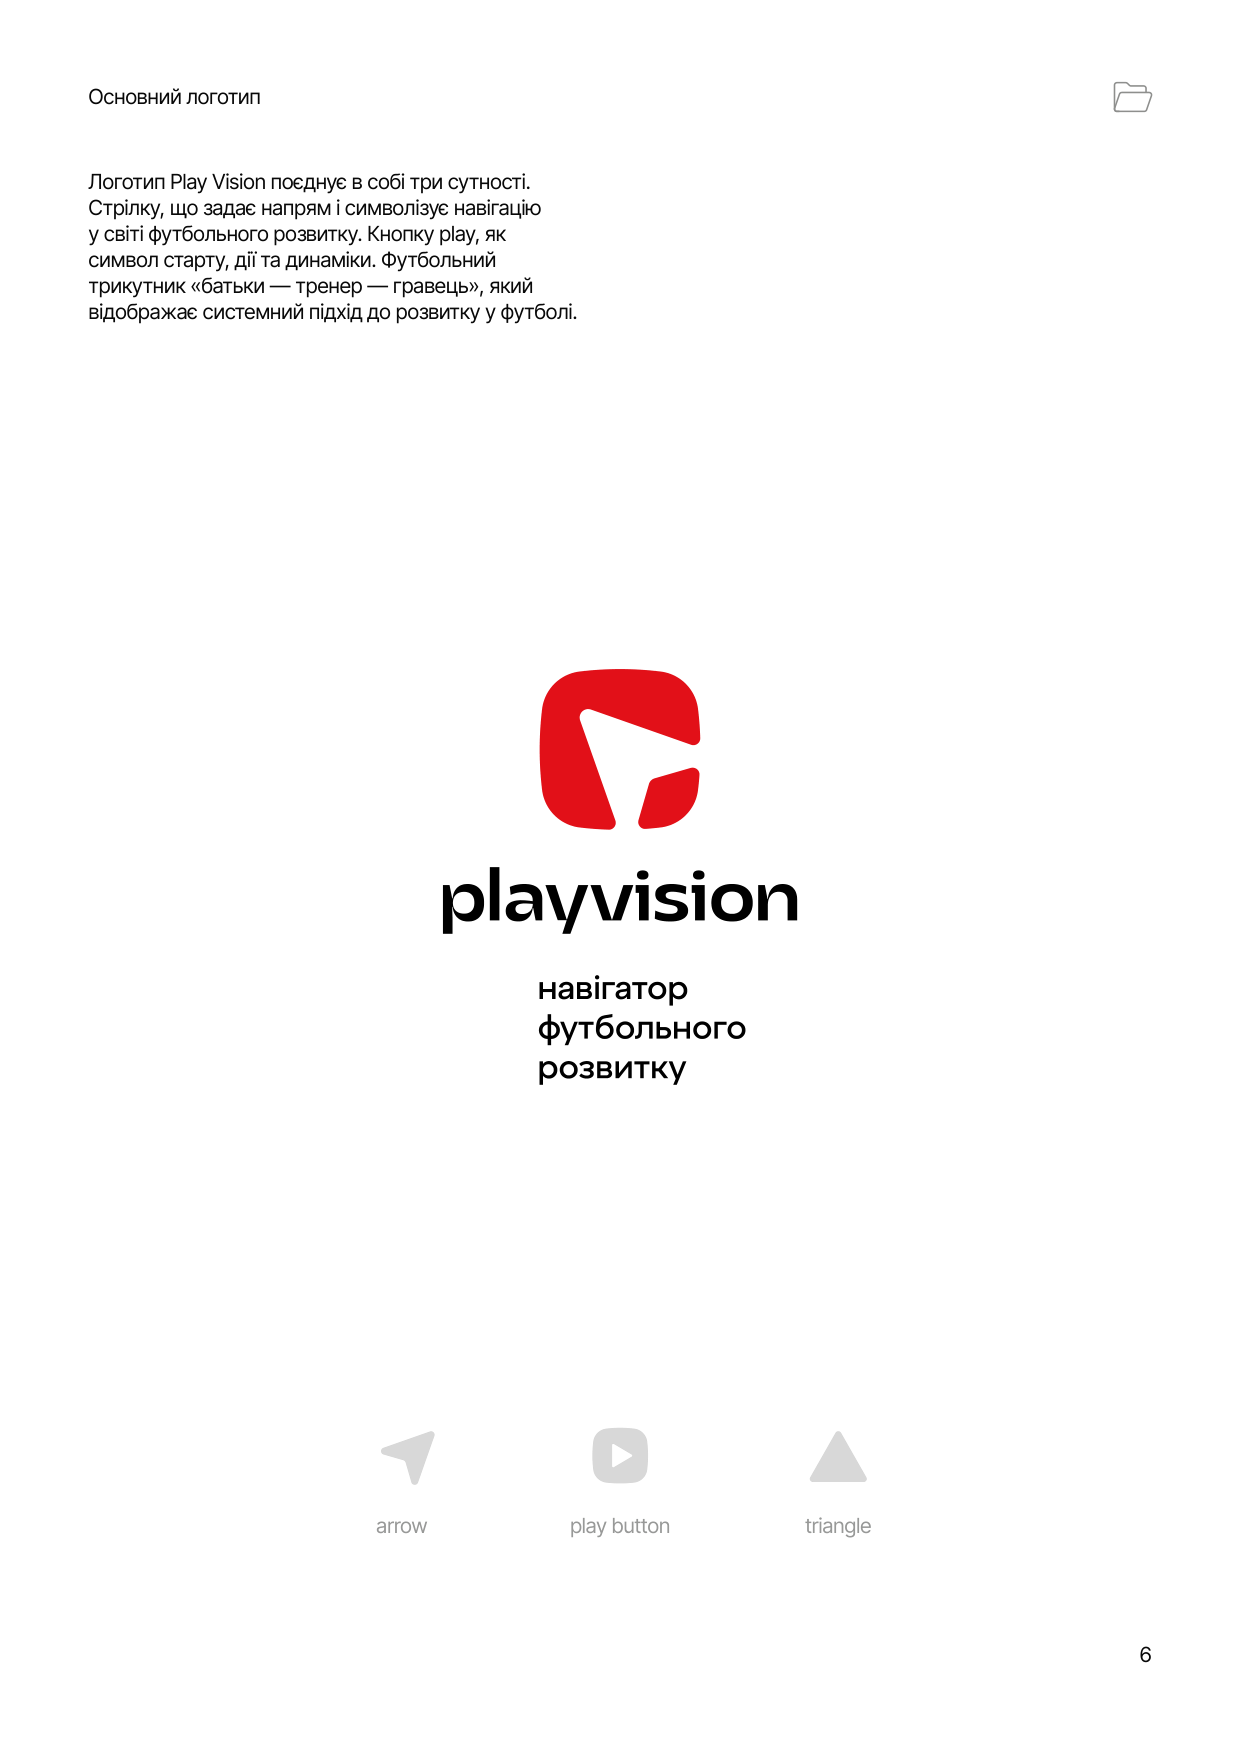 Основний логотип
Логотип Play Vision поєднує в собі три сутності.
Стрілку, що задає напрям і символізує навігацію
у світі футбольного розвитку. Кнопку play, як
символ старту, дії та динаміки. Футбольний
трикутник «батьки — тренер — гравець», який
відображає системний підхід до розвитку у футболі.
playvision
навігатор
футбольного
розвитку
arrow
play button
triangle
6